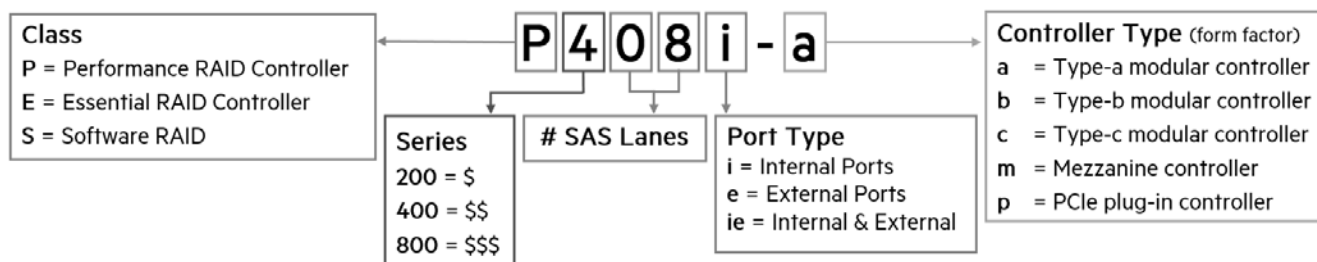 P408i-a
Class
P = Performance RAID Controller
E = Essential RAID Controller
S = Software RAID
Series
200 = $
400 = $$
800 = $$$
# SAS Lanes
Port Type
i = Internal Ports
e = External Ports
ie = Internal & External
Controller Type (form factor)
a = Type-a modular controller
b = Type-b modular controller
c = Type-c modular controller
m = Mezzanine controller
p = PCIe plug-in controller